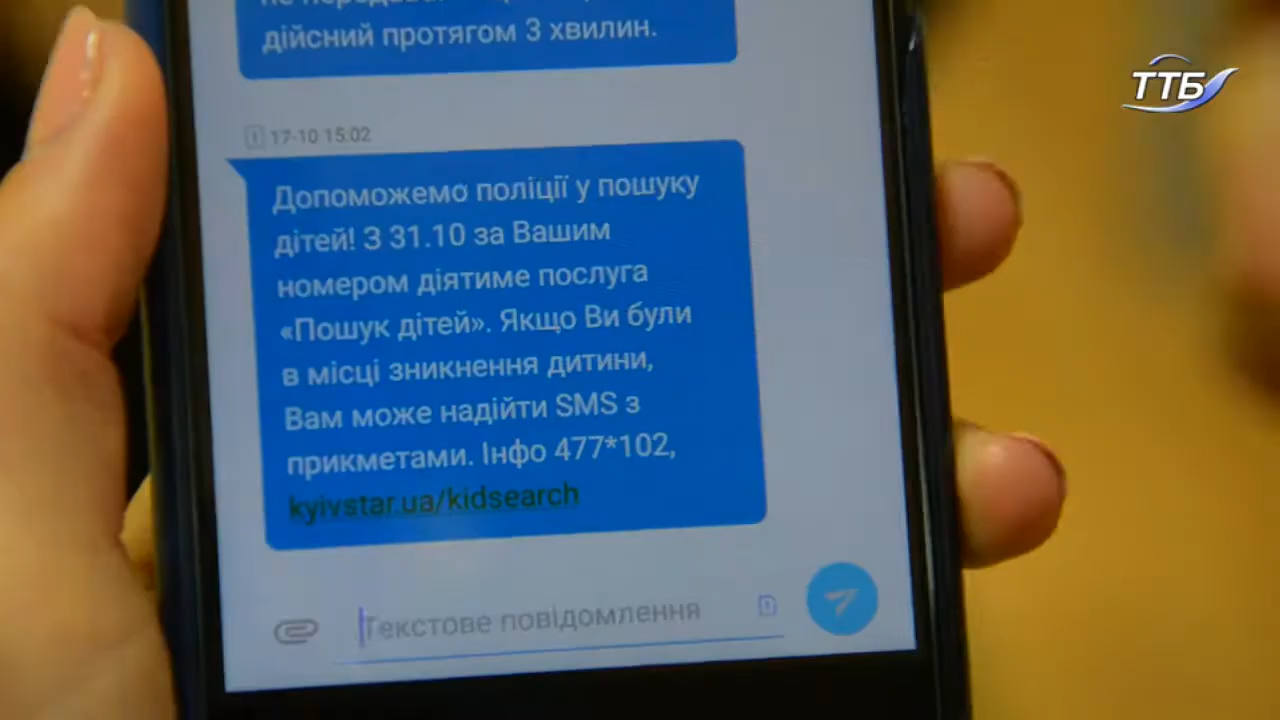 дійсний протягом 3 хвилин.
ТТБ
17-10 15.02
Допоможемо поліції у пошуку
дітей! З 31.10 за Вашим
номером діятиме послуга
«Пошук дітей». Якщо Ви були
в місці зникнення дитини,
Вам може надійти SMS з
прикметами. Інфо 477*102,
kyivstar.ua/kidsearch
Текстове повідомлення